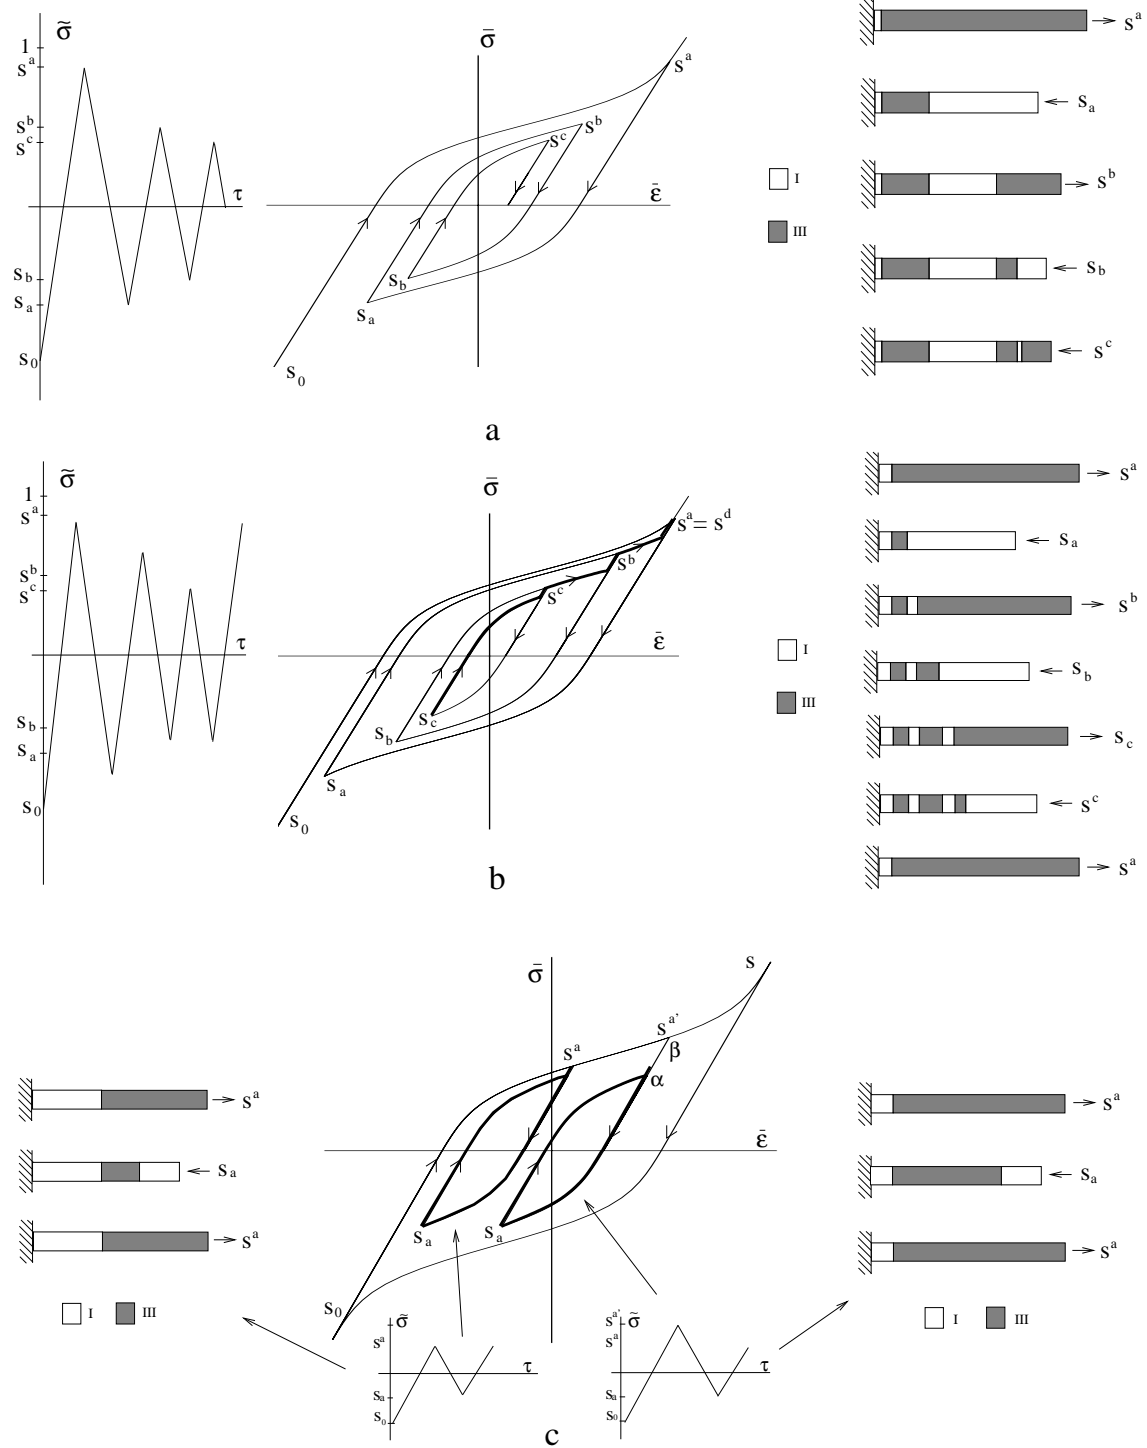 σ̃
1
s^a
s^b
s^c
τ
s_b
s_a
s_0
σ̄
s^a
s^b
s^c
ε̄
s_b
s_a
s_0
I
III
s^a
s_a
s^b
s_b
s^c
a
σ̃
1
s^a
s^b
s^c
τ
s_b
s_a
s_0
σ̄
s^a = s^d
s^b
s^c
ε̄
s_c
s_b
s_a
s_0
I
III
s^a
s_a
s^b
s_b
s_c
s^c
s^a
b
s^a
s_a
s^a
I III
σ̄
s
s^a'
β
s^a
α
ε̄
s_a
s_a
s_0
s^a
s_a
s^a
I III
σ̃
s^a
τ
s_a
s_0
s^a' σ̃
s^a
τ
s_a
s_0
c